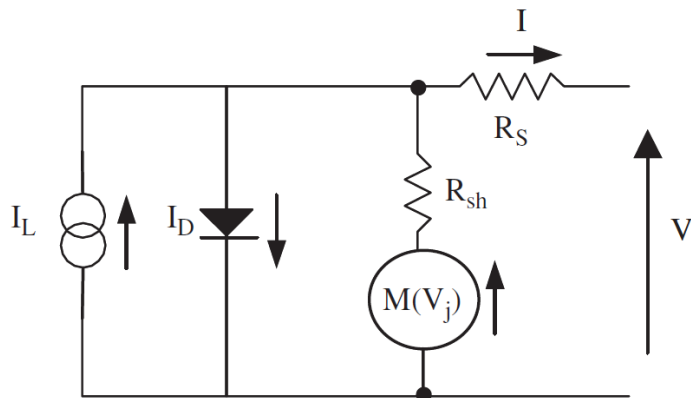 I
R_S
I_L
I_D
R_sh
V
M(V_j)